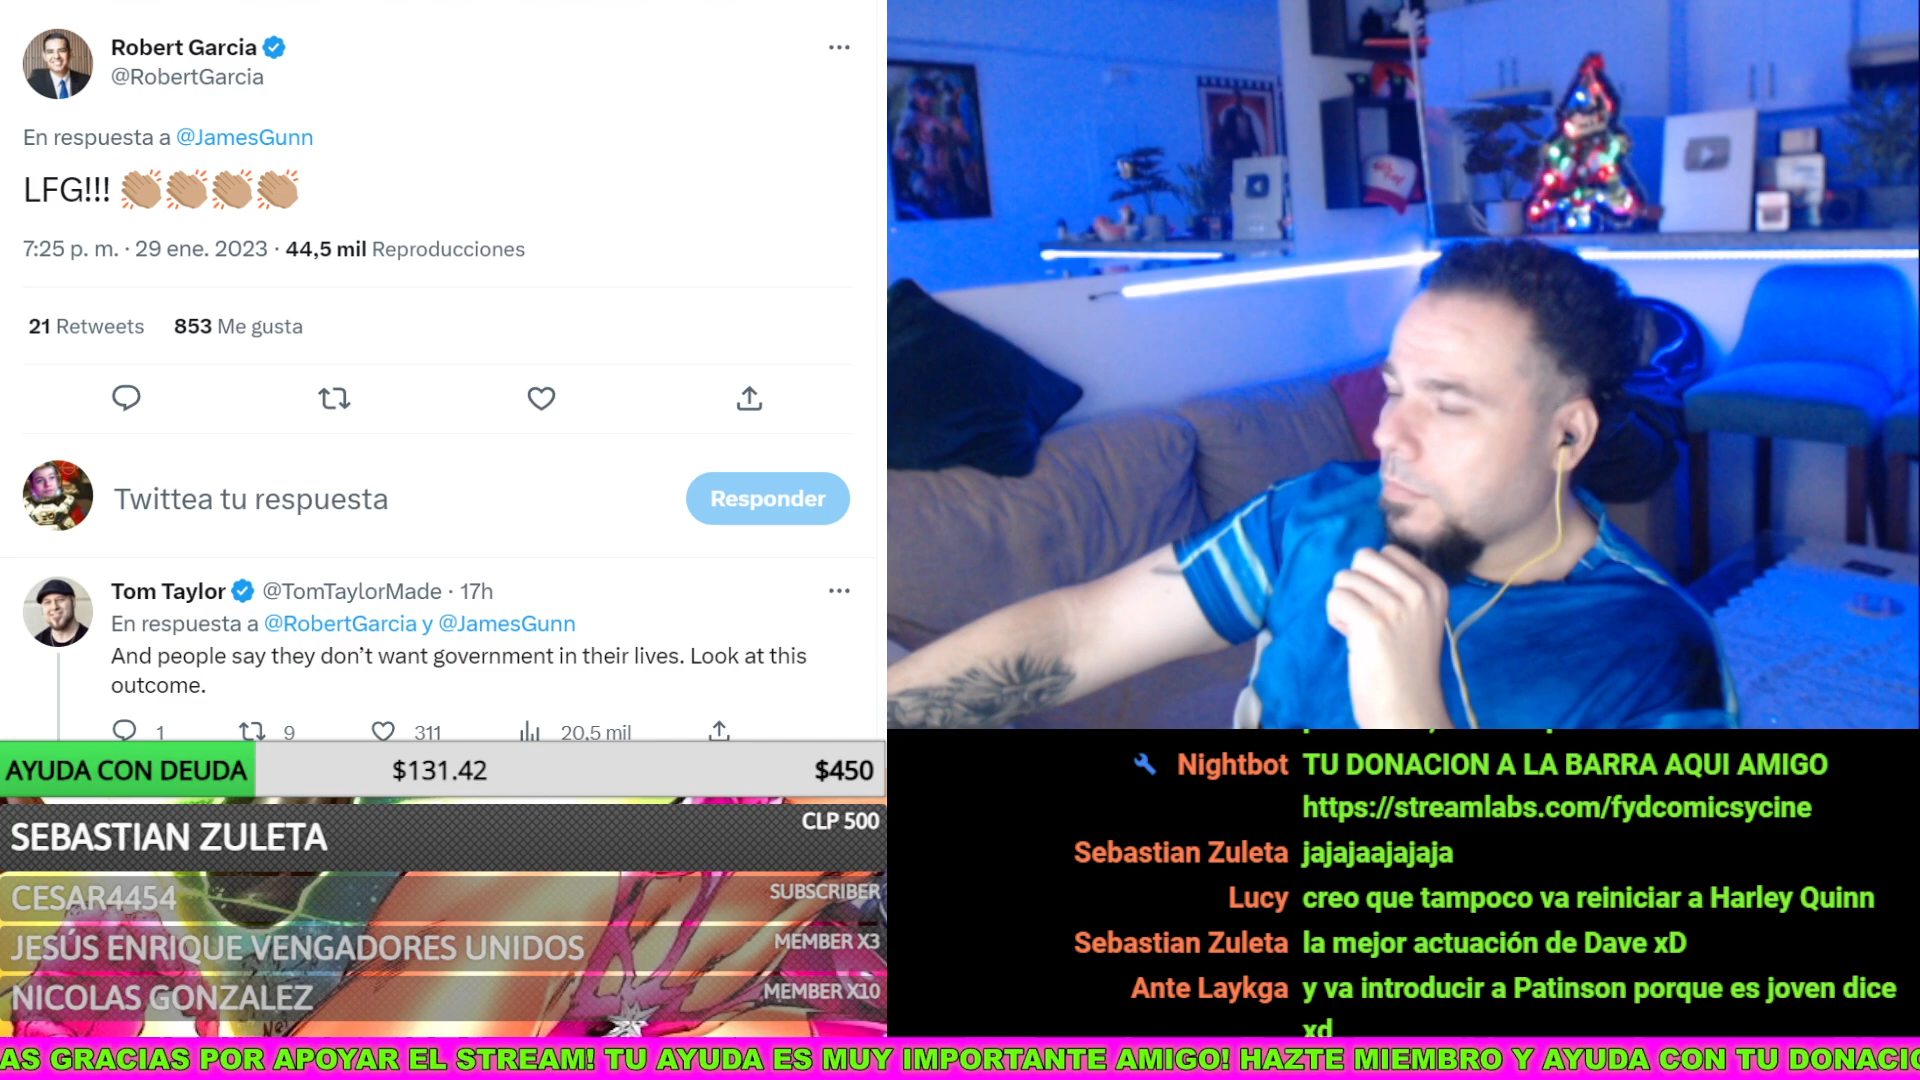 Robert Garcia
@RobertGarcia
En respuesta a @JamesGunn
LFG!!! 👏🏽👏🏽👏🏽👏🏽
7:25 p. m. · 29 ene. 2023 · 44,5 mil Reproducciones
21 Retweets 853 Me gusta
Twittea tu respuesta
Responder
Tom Taylor @TomTaylorMade · 17h
En respuesta a @RobertGarcia y @JamesGunn
And people say they don’t want government in their lives. Look at this
outcome.
1 9 311 20,5 mil
AYUDA CON DEUDA $131.42 $450
SEBASTIAN ZULETA CLP 500
CESAR4454 SUBSCRIBER
JESÚS ENRIQUE VENGADORES UNIDOS MEMBER X3
NICOLAS GONZALEZ MEMBER X10
Nightbot TU DONACION A LA BARRA AQUI AMIGO
https://streamlabs.com/fydcomicsycine
Sebastian Zuleta jajajaajajaja
Lucy creo que tampoco va reiniciar a Harley Quinn
Sebastian Zuleta la mejor actuación de Dave xD
Ante Laykga y va introducir a Patinson porque es joven dice
xd
AS GRACIAS POR APOYAR EL STREAM! TU AYUDA ES MUY IMPORTANTE AMIGO! HAZTE MIEMBRO Y AYUDA CON TU DONACIO